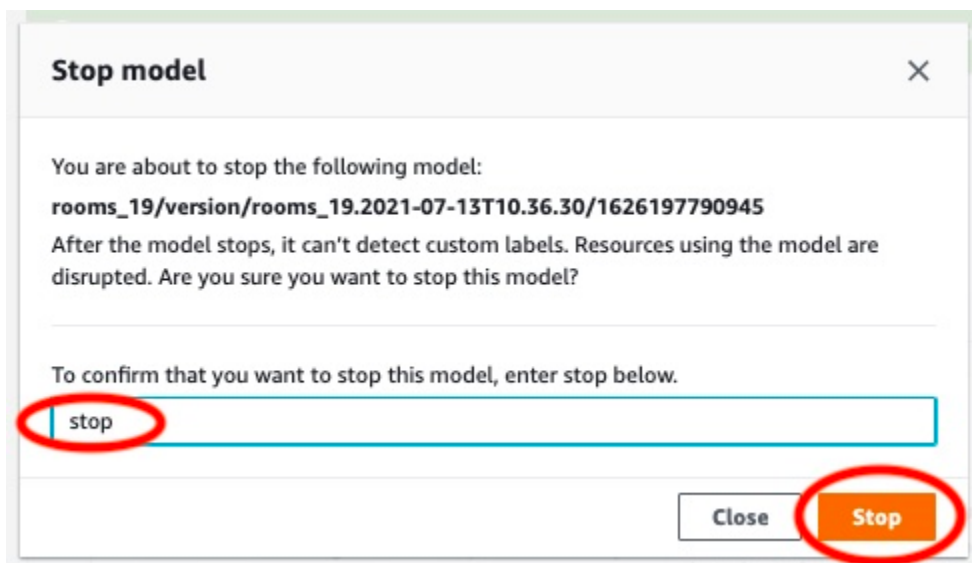 Stop model
You are about to stop the following model:
rooms_19/version/rooms_19.2021-07-13T10.36.30/1626197790945
After the model stops, it can't detect custom labels. Resources using the model are
disrupted. Are you sure you want to stop this model?
To confirm that you want to stop this model, enter stop below.
stop
Close Stop